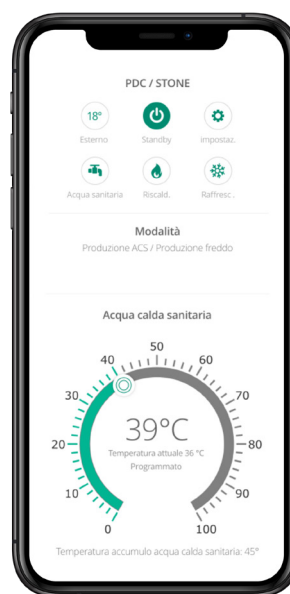 PDC / STONE
18°
Esterno
Standby
impostaz.
Acqua sanitaria
Riscald.
Raffresc.
Modalità
Produzione ACS / Produzione freddo
Acqua calda sanitaria
50
40
60
30
70
20
80
10
90
0
100
39°C
Temperatura attuale 36 °C
Programmato
Temperatura accumulo acqua calda sanitaria: 45°